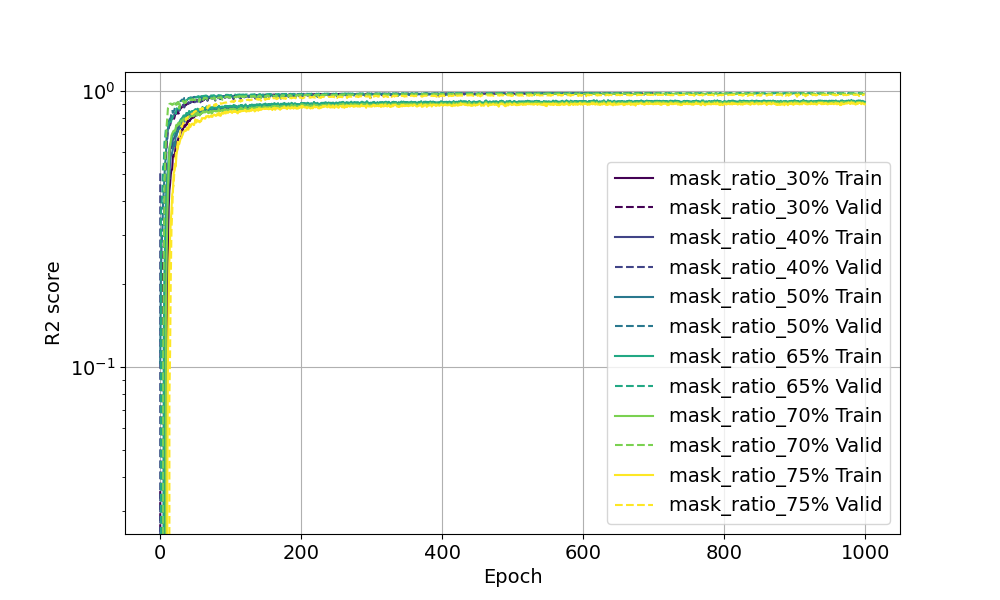 10⁰
10⁻¹
R2 score
mask_ratio_30% Train
mask_ratio_30% Valid
mask_ratio_40% Train
mask_ratio_40% Valid
mask_ratio_50% Train
mask_ratio_50% Valid
mask_ratio_65% Train
mask_ratio_65% Valid
mask_ratio_70% Train
mask_ratio_70% Valid
mask_ratio_75% Train
mask_ratio_75% Valid
0 200 400 600 800 1000
Epoch